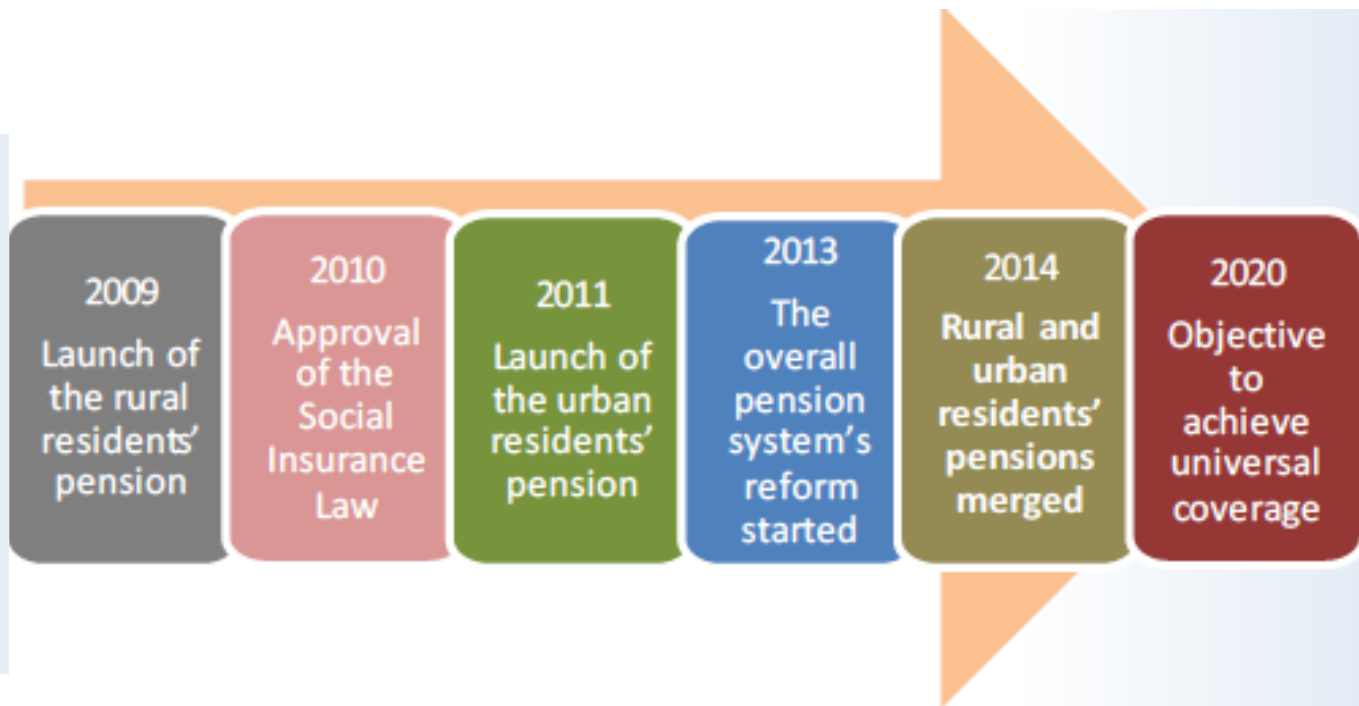 2009
Launch of
the rural
residents’
pension
2010
Approval
of the
Social
Insurance
Law
2011
Launch of
the urban
residents’
pension
2013
The
overall
pension
system’s
reform
started
2014
Rural and
urban
residents’
pensions
merged
2020
Objective
to
achieve
universal
coverage